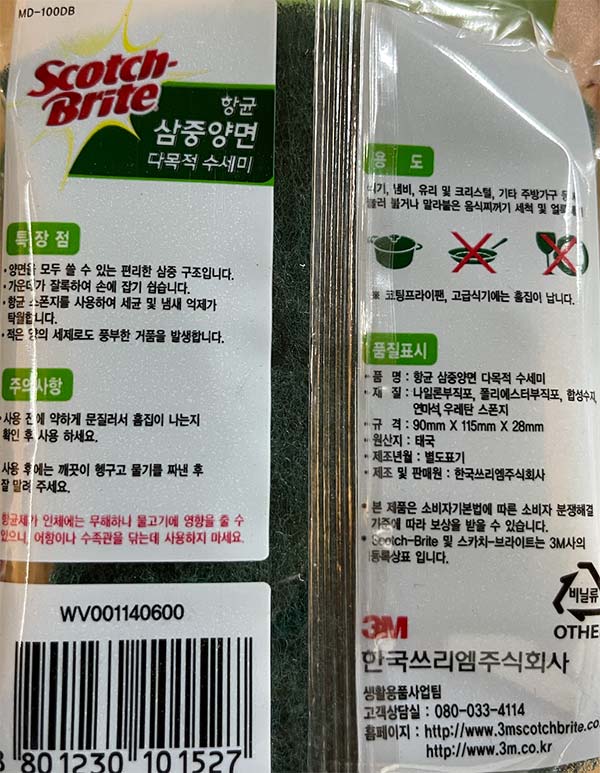 MD-100DB
Scotch-
Brite
항균
삼중양면
다목적 수세미
특장점
· 양면을 모두 쓸 수 있는 편리한 삼중 구조입니다.
· 가운데가 잘록하여 손에 잡기 쉽습니다.
· 항균 스폰지를 사용하여 세균 및 냄새 억제가
탁월합니다.
· 적은 양의 세제로도 풍부한 거품을 발생합니다.
주의사항
· 사용 전에 약하게 문질러서 흠집이 나는지
확인 후 사용 하세요.
사용 후에는 깨끗이 헹구고 물기를 짜낸 후
잘 말려 주세요.
항균제가 인체에는 무해하나 물고기에 영향을 줄 수
있으니, 어항이나 수족관을 닦는데 사용하지 마세요.
WV001140600
8 801230 101527
용 도
식기, 냄비, 유리 및 크리스털, 기타 주방가구 등
눌러 붙거나 말라붙은 음식찌꺼기 세척 및
※ 코팅프라이팬, 고급식기에는 흠집이 납니다.
품질표시
· 품 명 : 항균 삼중양면 다목적 수세미
· 재 질 : 나일론부직포, 폴리에스터부직포, 합성수지,
연마석, 우레탄 스폰지
· 규 격 : 90mm X 115mm X 28mm
· 원산지 : 태국
· 제조년월 : 별도표기
· 제조 및 판매원 : 한국쓰리엠주식회사
· 본 제품은 소비자기본법에 따른 소비자 분쟁해결
기준에 따라 보상을 받을 수 있습니다.
· Scotch-Brite 및 스카치-브라이트는 3M사의
등록상표 입니다.
비닐류
OTHE
3M
한국쓰리엠주식회사
생활용품사업팀
고객상담실 : 080-033-4114
홈페이지 : http://www.3mscotchbrite.co
http://www.3m.co.kr